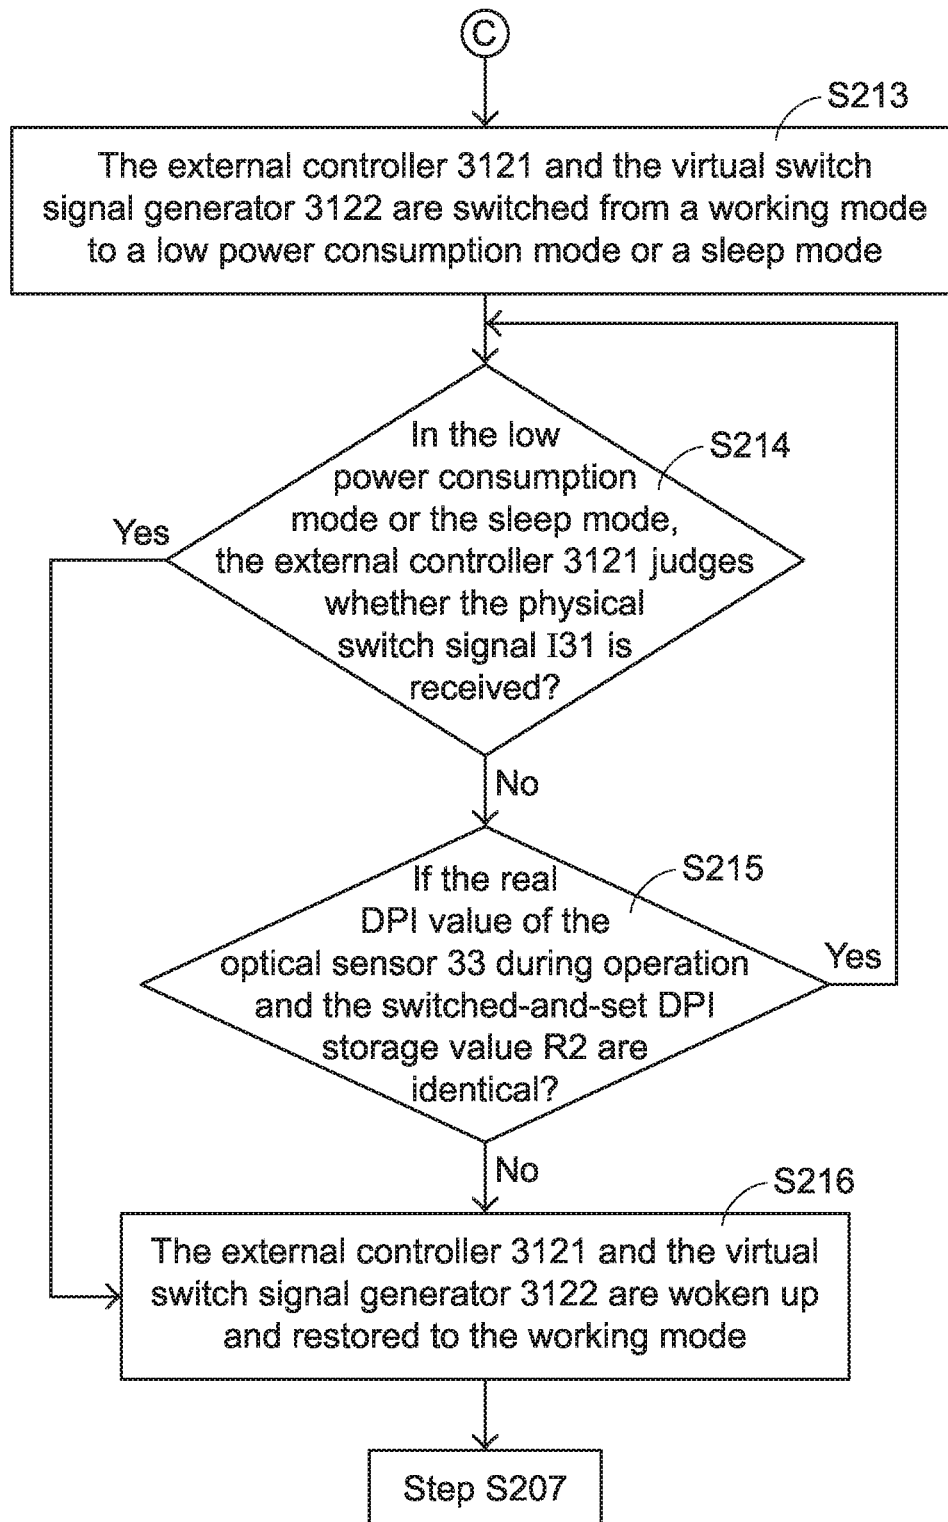 C
S213
The external controller 3121 and the virtual switch
signal generator 3122 are switched from a working mode
to a low power consumption mode or a sleep mode
S214
In the low
power consumption
mode or the sleep mode,
the external controller 3121 judges
whether the physical
switch signal I31 is
received?
Yes
No
S215
If the real
DPI value of the
optical sensor 33 during operation
and the switched-and-set DPI
storage value R2 are
identical?
Yes
No
S216
The external controller 3121 and the virtual
switch signal generator 3122 are woken up
and restored to the working mode
Step S207